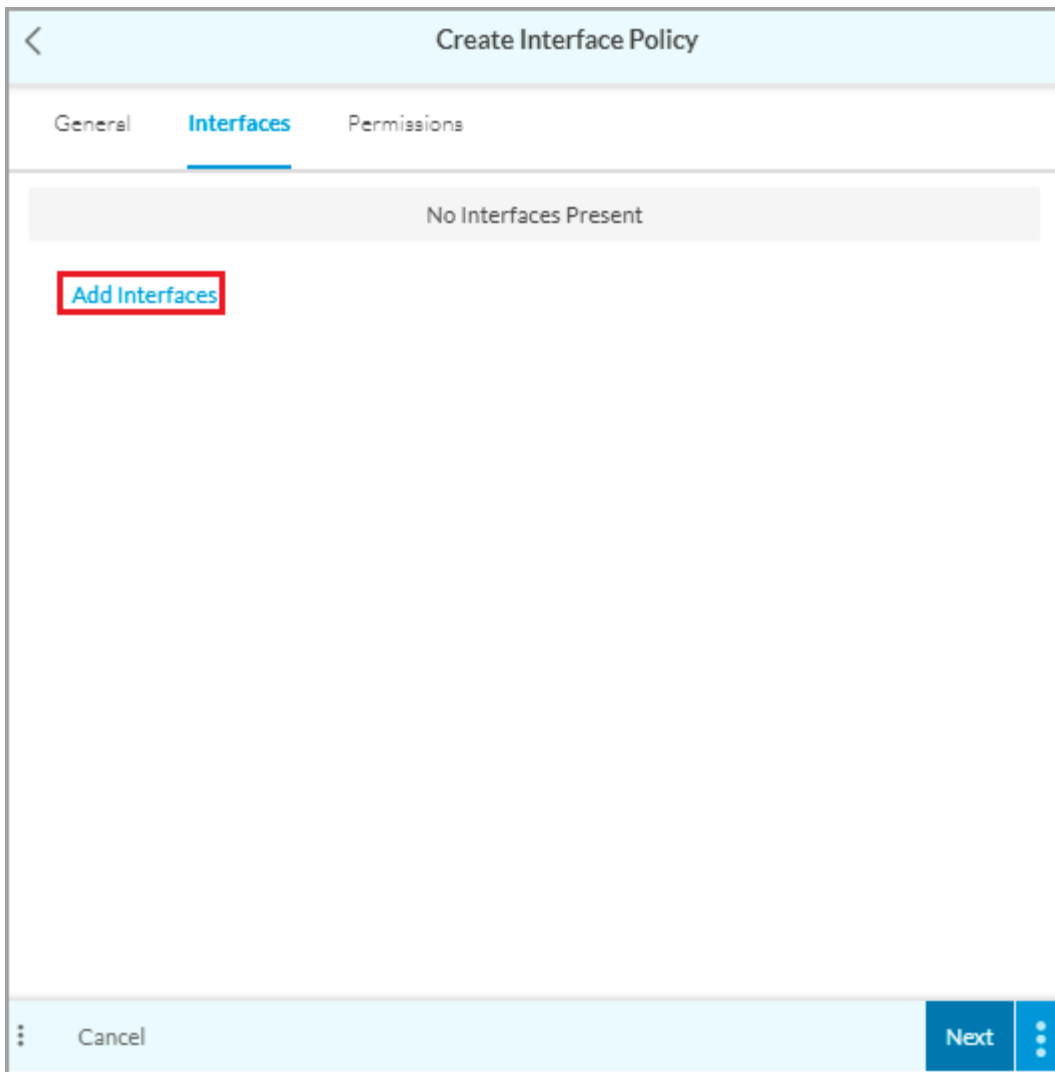 Create Interface Policy
General Interfaces Permissions
No Interfaces Present
Add Interfaces
Cancel Next